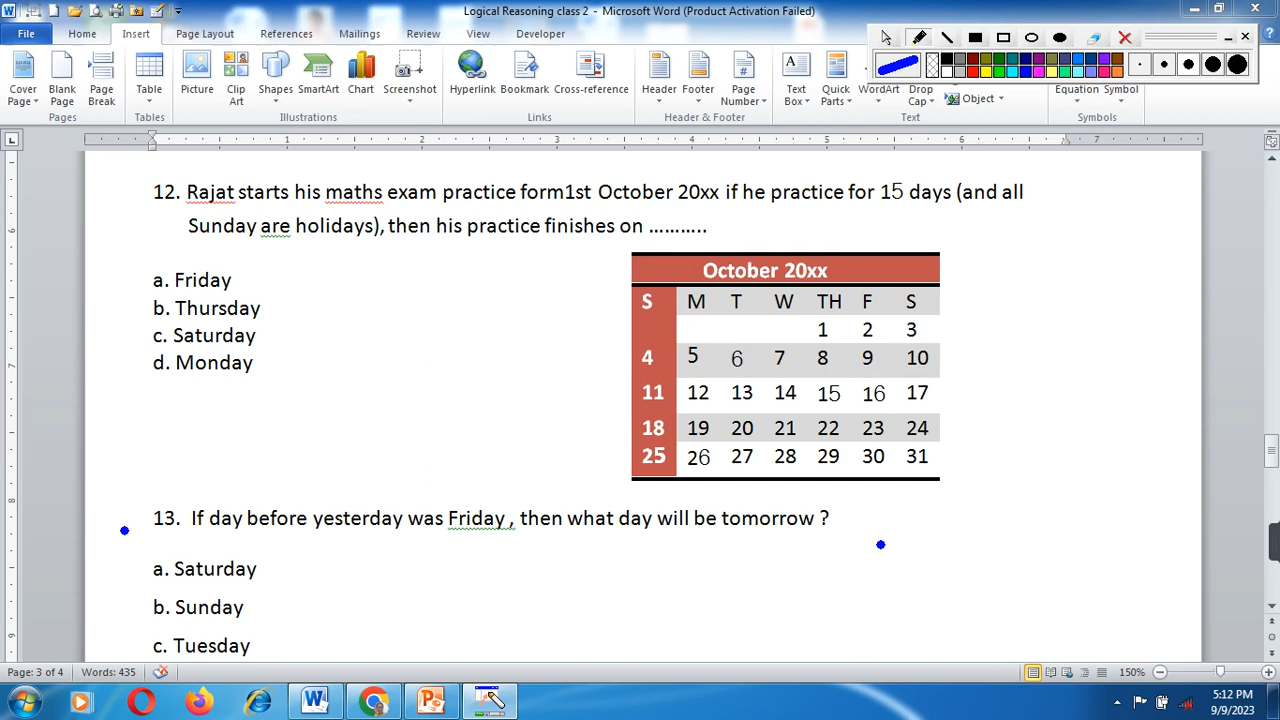 Logical Reasoning class 2 - Microsoft Word (Product Activation Failed)
File Home Insert Page Layout References Mailings Review View Developer
Cover Page Blank Page Page Break Table Picture Clip Art Shapes SmartArt Chart Screenshot Hyperlink Bookmark Cross-reference Header Footer Page Number Text Box Quick Parts WordArt Drop Cap Object Equation Symbol
Pages Tables Illustrations Links Header & Footer Text Symbols
1 2 3 4 5 6 7
12. Rajat starts his maths exam practice form1st October 20xx if he practice for 15 days (and all
Sunday are holidays), then his practice finishes on ...........
a. Friday
b. Thursday
c. Saturday
d. Monday
October 20xx
S M T W TH F S
1 2 3
4 5 6 7 8 9 10
11 12 13 14 15 16 17
18 19 20 21 22 23 24
25 26 27 28 29 30 31
13. If day before yesterday was Friday , then what day will be tomorrow ?
a. Saturday
b. Sunday
c. Tuesday
Page: 3 of 4 Words: 435 150%
5:12 PM
9/9/2023